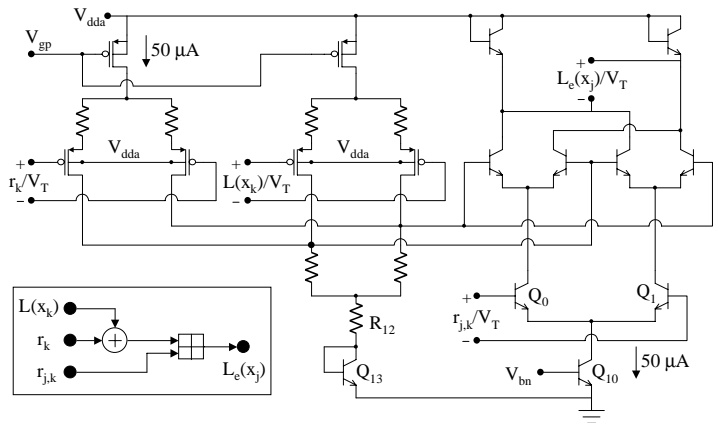 V_dda
V_gp
50 μA
+
L_e(x_j)/V_T
−
V_dda
V_dda
+
r_k/V_T
−
+
L(x_k)/V_T
−
Q_0
Q_1
+
r_j,k/V_T
−
L(x_k)
r_k
r_j,k
+
L_e(x_j)
R_12
Q_13
V_bn
Q_10
50 μA